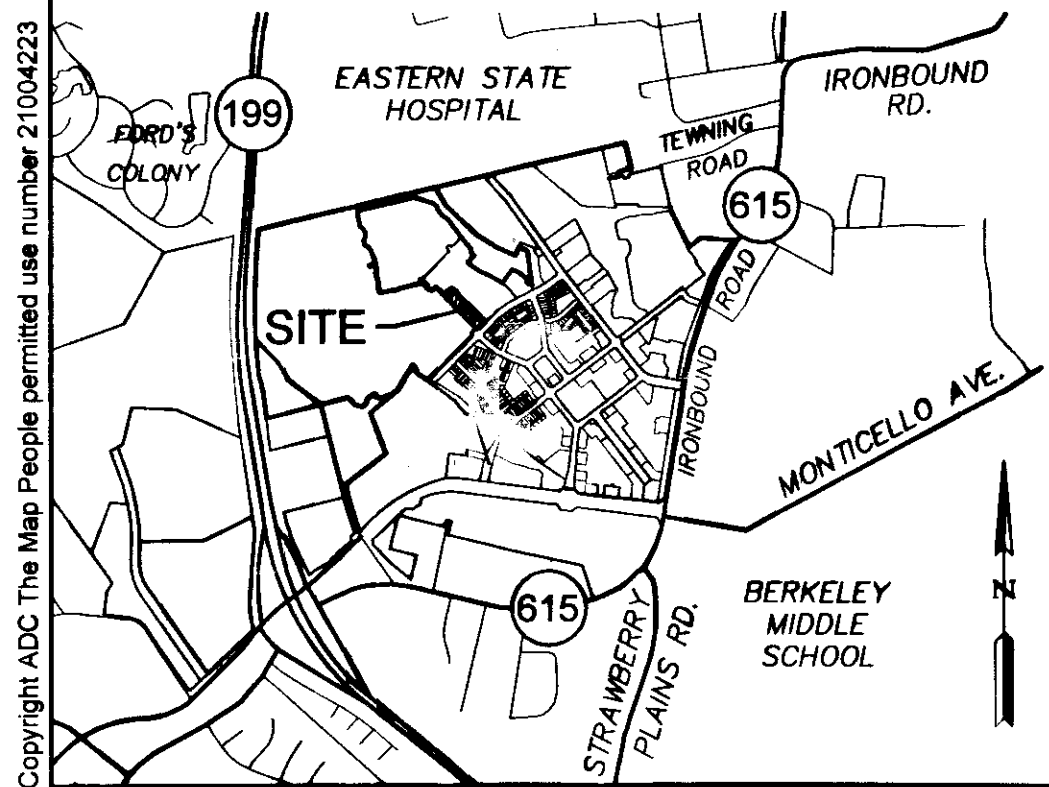 Copyright ADC The Map People permitted use number 21004223
EASTERN STATE
HOSPITAL
IRONBOUND
RD.
199
FORD'S
COLONY
TEWNING
ROAD
615
SITE
IRONBOUND
ROAD
MONTICELLO AVE.
615
STRAWBERRY
PLAINS RD.
BERKELEY
MIDDLE
SCHOOL
N